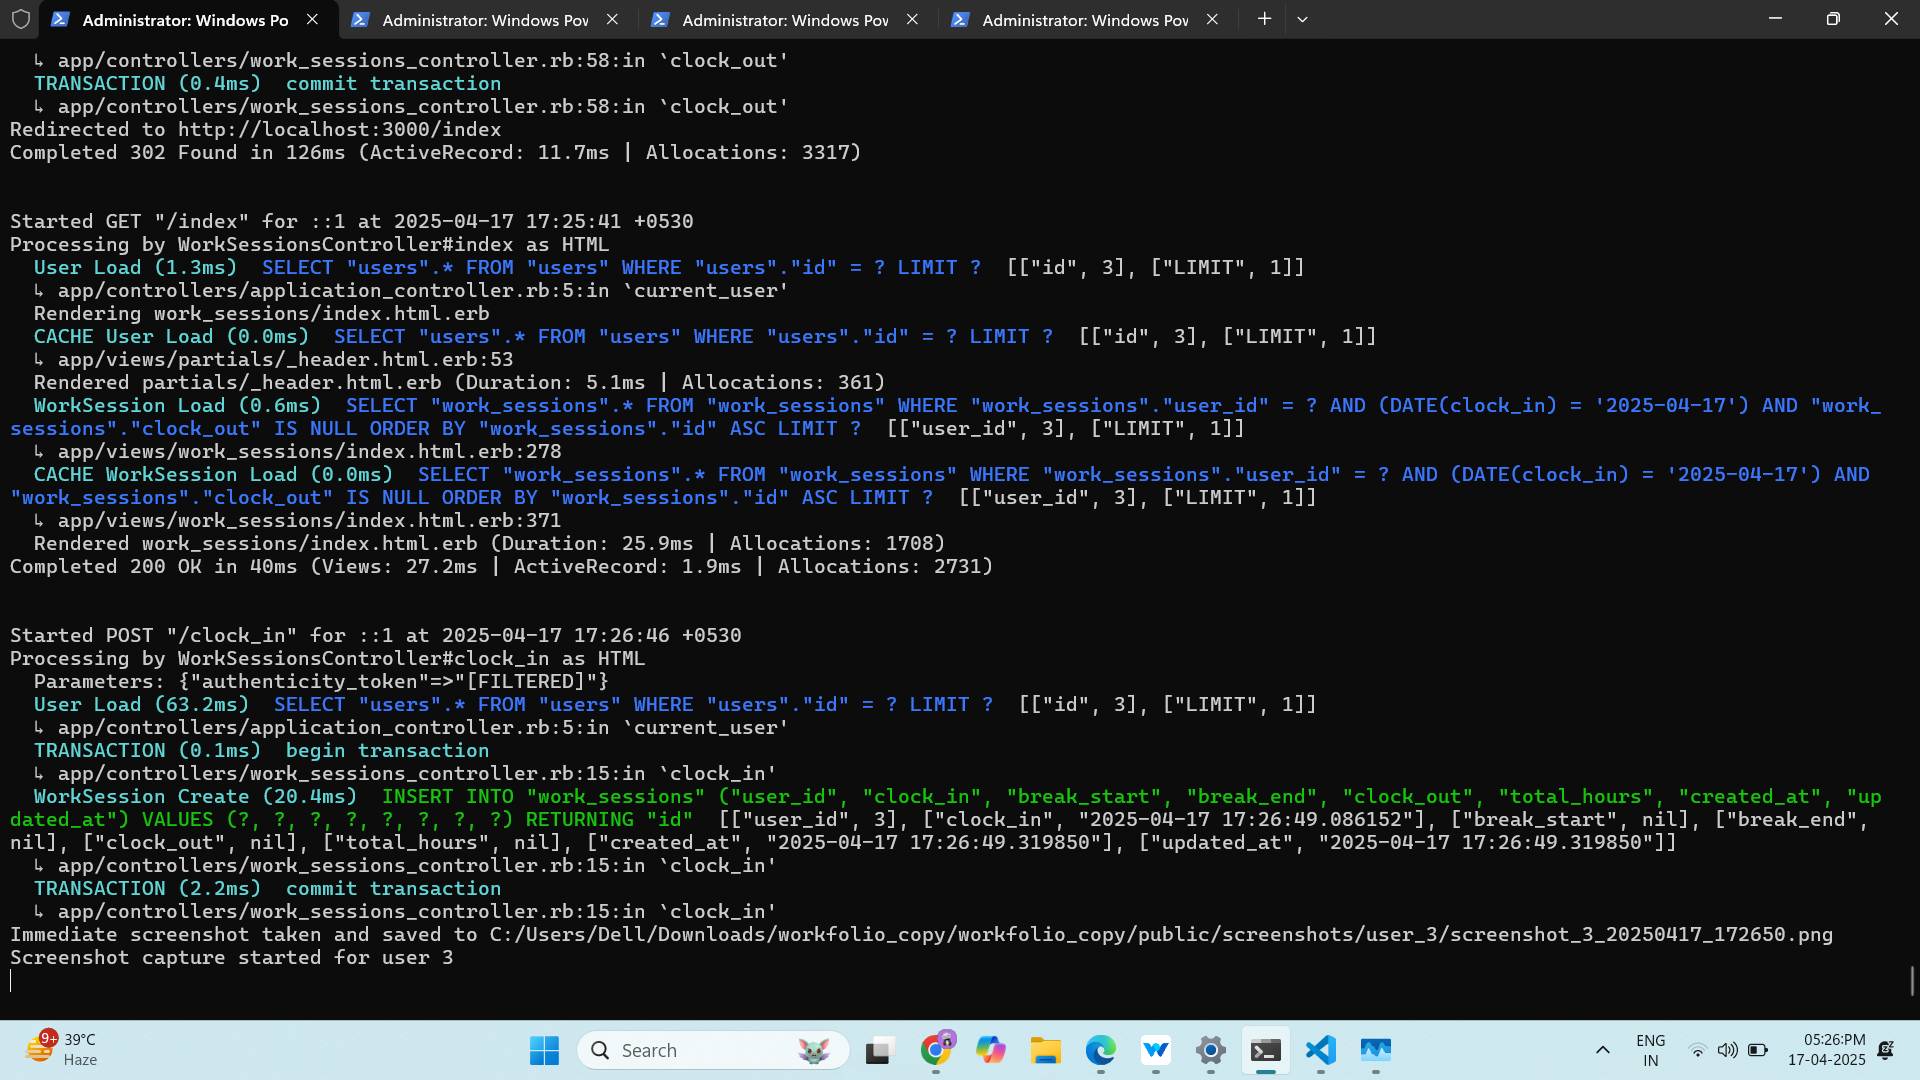 Administrator: Windows Po
Administrator: Windows Pov
Administrator: Windows Pov
Administrator: Windows Pov
↳ app/controllers/work_sessions_controller.rb:58:in `clock_out'
TRANSACTION (0.4ms)  commit transaction
↳ app/controllers/work_sessions_controller.rb:58:in `clock_out'
Redirected to http://localhost:3000/index
Completed 302 Found in 126ms (ActiveRecord: 11.7ms | Allocations: 3317)
Started GET "/index" for ::1 at 2025-04-17 17:25:41 +0530
Processing by WorkSessionsController#index as HTML
User Load (1.3ms)  SELECT "users".* FROM "users" WHERE "users"."id" = ? LIMIT ?  [["id", 3], ["LIMIT", 1]]
↳ app/controllers/application_controller.rb:5:in `current_user'
Rendering work_sessions/index.html.erb
CACHE User Load (0.0ms)  SELECT "users".* FROM "users" WHERE "users"."id" = ? LIMIT ?  [["id", 3], ["LIMIT", 1]]
↳ app/views/partials/_header.html.erb:53
Rendered partials/_header.html.erb (Duration: 5.1ms | Allocations: 361)
WorkSession Load (0.6ms)  SELECT "work_sessions".* FROM "work_sessions" WHERE "work_sessions"."user_id" = ? AND (DATE(clock_in) = '2025-04-17') AND "work_
sessions"."clock_out" IS NULL ORDER BY "work_sessions"."id" ASC LIMIT ?  [["user_id", 3], ["LIMIT", 1]]
↳ app/views/work_sessions/index.html.erb:278
CACHE WorkSession Load (0.0ms)  SELECT "work_sessions".* FROM "work_sessions" WHERE "work_sessions"."user_id" = ? AND (DATE(clock_in) = '2025-04-17') AND
"work_sessions"."clock_out" IS NULL ORDER BY "work_sessions"."id" ASC LIMIT ?  [["user_id", 3], ["LIMIT", 1]]
↳ app/views/work_sessions/index.html.erb:371
Rendered work_sessions/index.html.erb (Duration: 25.9ms | Allocations: 1708)
Completed 200 OK in 40ms (Views: 27.2ms | ActiveRecord: 1.9ms | Allocations: 2731)
Started POST "/clock_in" for ::1 at 2025-04-17 17:26:46 +0530
Processing by WorkSessionsController#clock_in as HTML
Parameters: {"authenticity_token"=>"[FILTERED]"}
User Load (63.2ms)  SELECT "users".* FROM "users" WHERE "users"."id" = ? LIMIT ?  [["id", 3], ["LIMIT", 1]]
↳ app/controllers/application_controller.rb:5:in `current_user'
TRANSACTION (0.1ms)  begin transaction
↳ app/controllers/work_sessions_controller.rb:15:in `clock_in'
WorkSession Create (20.4ms)  INSERT INTO "work_sessions" ("user_id", "clock_in", "break_start", "break_end", "clock_out", "total_hours", "created_at", "up
dated_at") VALUES (?, ?, ?, ?, ?, ?, ?, ?) RETURNING "id"  [["user_id", 3], ["clock_in", "2025-04-17 17:26:49.086152"], ["break_start", nil], ["break_end",
nil], ["clock_out", nil], ["total_hours", nil], ["created_at", "2025-04-17 17:26:49.319850"], ["updated_at", "2025-04-17 17:26:49.319850"]]
↳ app/controllers/work_sessions_controller.rb:15:in `clock_in'
TRANSACTION (2.2ms)  commit transaction
↳ app/controllers/work_sessions_controller.rb:15:in `clock_in'
Immediate screenshot taken and saved to C:/Users/Dell/Downloads/workfolio_copy/workfolio_copy/public/screenshots/user_3/screenshot_3_20250417_172650.png
Screenshot capture started for user 3
9+
39°C
Haze
Search
ENG
IN
05:26:PM
17-04-2025